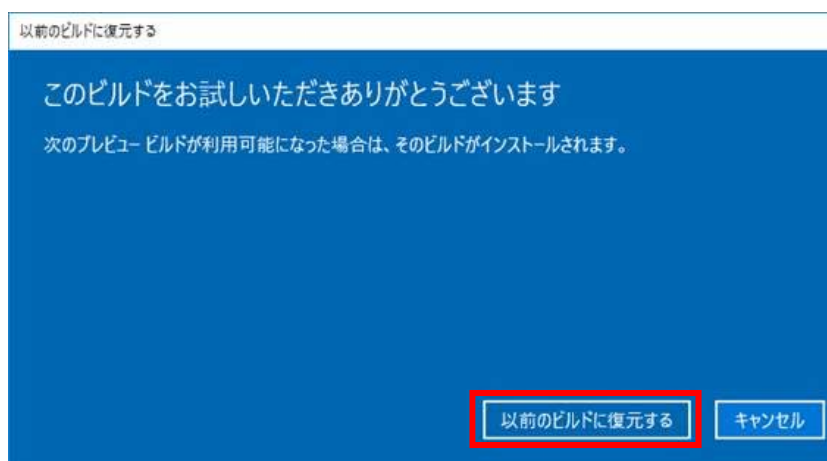 以前のビルドに復元する
このビルドをお試しいただきありがとうございます
次のプレビュー ビルドが利用可能になった場合は、そのビルドがインストールされます。
以前のビルドに復元する
キャンセル